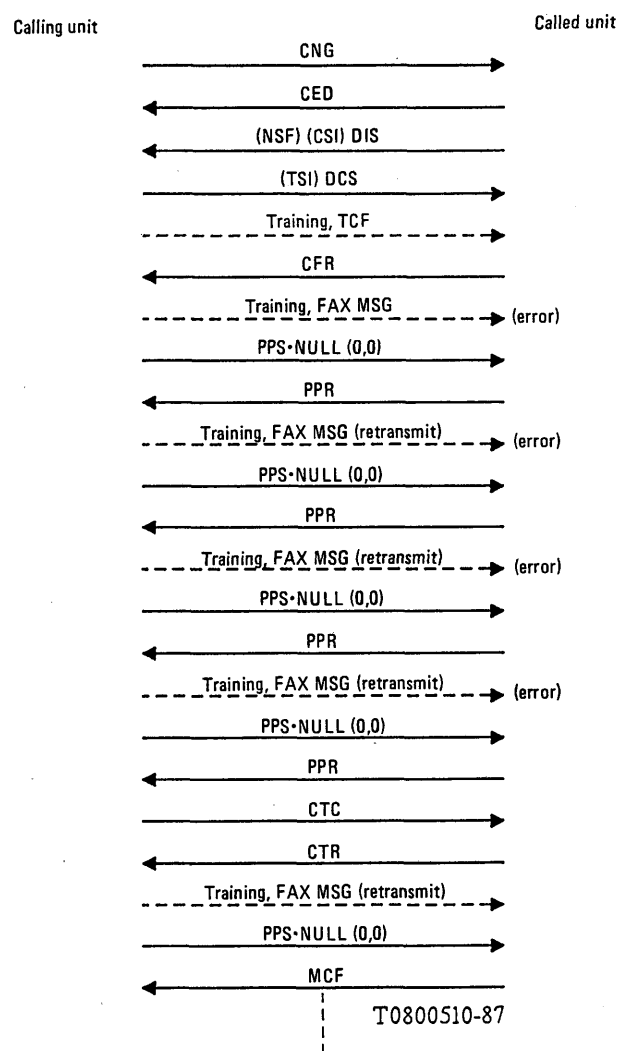 Calling unit
Called unit
CNG
CED
(NSF) (CSI) DIS
(TSI) DCS
Training, TCF
CFR
Training, FAX MSG
(error)
PPS•NULL (0,0)
PPR
Training, FAX MSG (retransmit)
(error)
PPS•NULL (0,0)
PPR
Training, FAX MSG (retransmit)
(error)
PPS•NULL (0,0)
PPR
Training, FAX MSG (retransmit)
(error)
PPS•NULL (0,0)
PPR
CTC
CTR
Training, FAX MSG (retransmit)
PPS•NULL (0,0)
MCF
T0800510-87